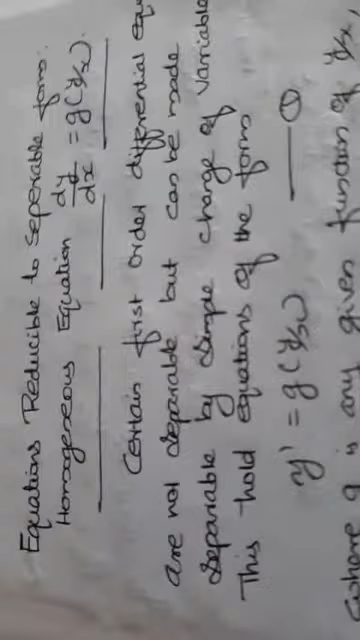 Equations Reducible to Seperable form:
Homogeneous Equation dy/dx = g(y/x).
Certain first order differential equ
are not separable but can be made
separable by simple change of variable
This hold equations of the form
y' = g(y/x) — ①
where g is any given function of y/x,